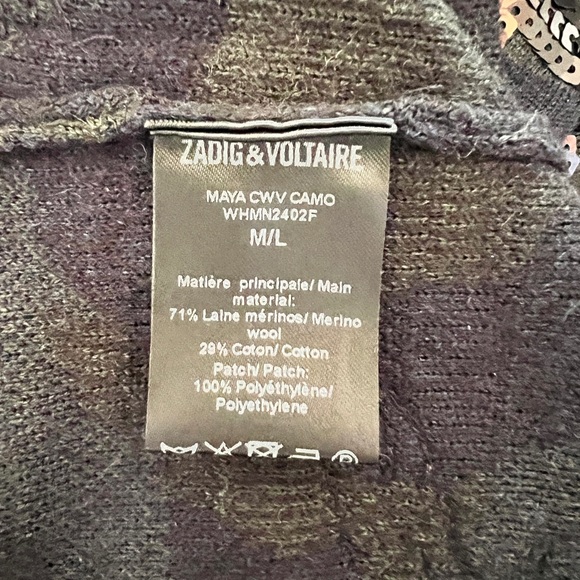 ZADIG&VOLTAIRE
MAYA CWV CAMO
WHMN2402F
M/L
Matière principale/ Main
material:
71% Laine mérinos/ Merino
wool
29% Coton/ Cotton
Patch/ Patch:
100% Polyéthylène/
Polyethylene
P